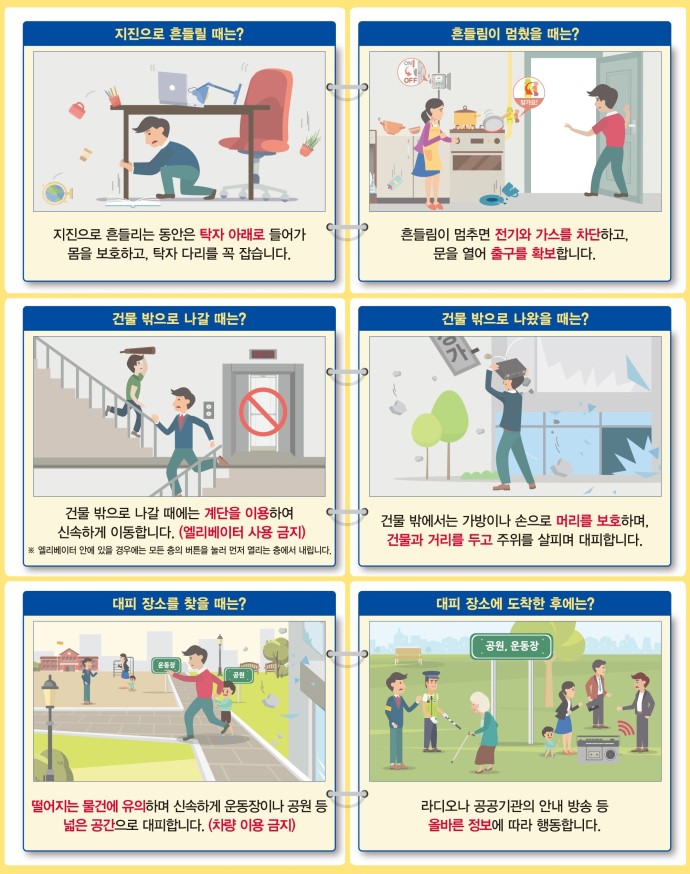 지진으로 흔들릴 때는?
지진으로 흔들리는 동안은 탁자 아래로 들어가
몸을 보호하고, 탁자 다리를 꼭 잡습니다.
흔들림이 멈췄을 때는?
ON
OFF
잠가요!
흔들림이 멈추면 전기와 가스를 차단하고,
문을 열어 출구를 확보합니다.
건물 밖으로 나갈 때는?
건물 밖으로 나갈 때에는 계단을 이용하여
신속하게 이동합니다. (엘리베이터 사용 금지)
※ 엘리베이터 안에 있을 경우에는 모든 층의 버튼을 눌러 먼저 열리는 층에서 내립니다.
건물 밖으로 나왔을 때는?
상가
건물 밖에서는 가방이나 손으로 머리를 보호하며,
건물과 거리를 두고 주위를 살피며 대피합니다.
대피 장소를 찾을 때는?
운동장
공원
떨어지는 물건에 유의하며 신속하게 운동장이나 공원 등
넓은 공간으로 대피합니다. (차량 이용 금지)
대피 장소에 도착한 후에는?
공원, 운동장
라디오나 공공기관의 안내 방송 등
올바른 정보에 따라 행동합니다.